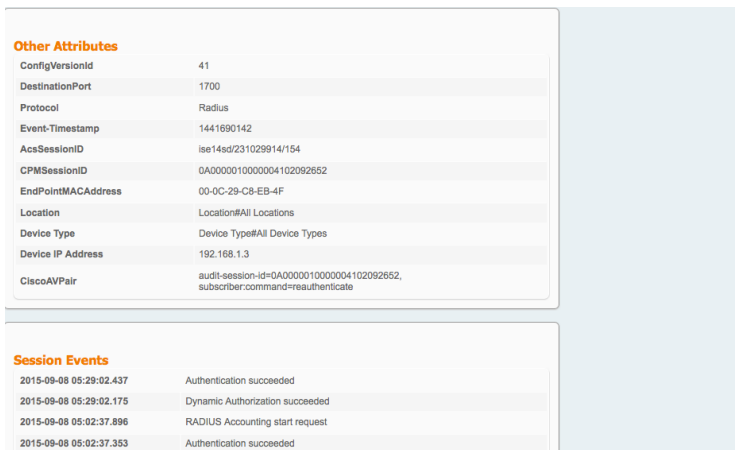 Other Attributes
ConfigVersionId 41
DestinationPort 1700
Protocol Radius
Event-Timestamp 1441690142
AcsSessionID ise14sd/231029914/154
CPMSessionID 0A0000010000004102092652
EndPointMACAddress 00-0C-29-C8-EB-4F
Location Location#All Locations
Device Type Device Type#All Device Types
Device IP Address 192.168.1.3
CiscoAVPair audit-session-id=0A0000010000004102092652,
subscriber:command=reauthenticate
Session Events
2015-09-08 05:29:02.437 Authentication succeeded
2015-09-08 05:29:02.175 Dynamic Authorization succeeded
2015-09-08 05:02:37.896 RADIUS Accounting start request
2015-09-08 05:02:37.353 Authentication succeeded